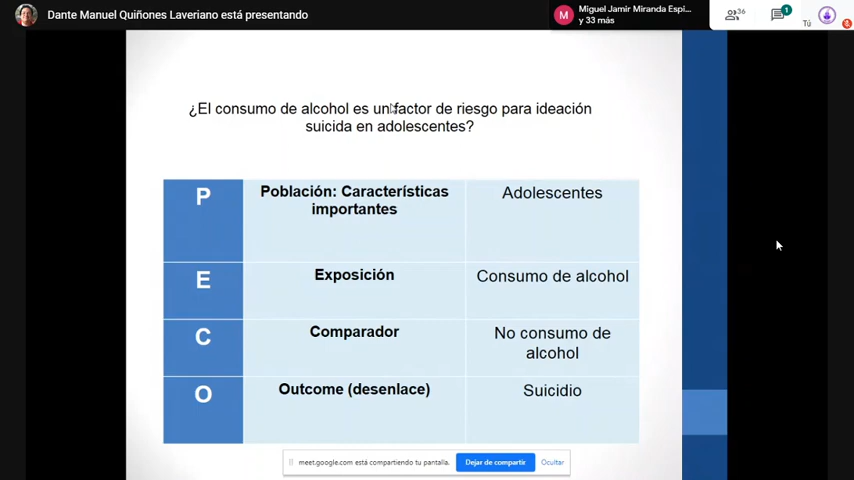 Dante Manuel Quiñones Laveriano está presentando
M
Miguel Jamir Miranda Espi...
y 33 más
36
1
Tú
¿El consumo de alcohol es un factor de riesgo para ideación
suicida en adolescentes?
P
Población: Características
importantes
Adolescentes
E
Exposición
Consumo de alcohol
C
Comparador
No consumo de
alcohol
O
Outcome (desenlace)
Suicidio
meet.google.com está compartiendo tu pantalla.
Dejar de compartir
Ocultar